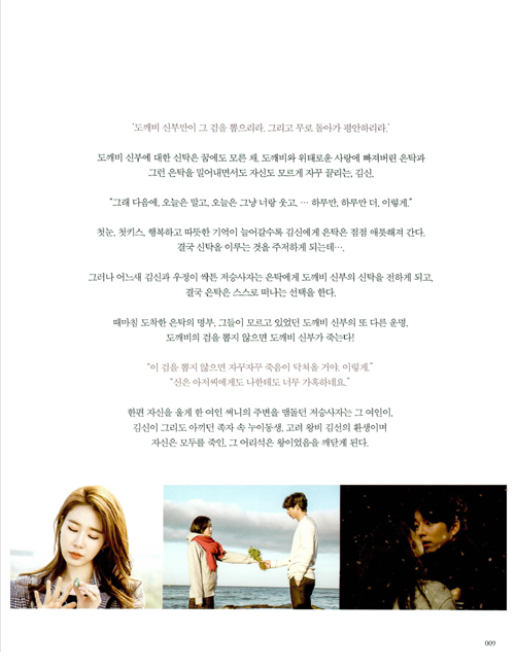 '도깨비 신부만이 그 검을 뽑으리라. 그리고 무로 돌아가 평안하리라.'
도깨비 신부에 대한 신탁은 꿈에도 모른 채, 도깨비와 위태로운 사랑에 빠져버린 은탁과
그런 은탁을 밀어내면서도 자신도 모르게 자꾸 끌리는, 김신.
"그래 다음에, 오늘은 말고, 오늘은 그냥 너랑 웃고, … 하루만, 하루만 더, 이렇게."
첫눈, 첫키스, 행복하고 따뜻한 기억이 늘어갈수록 김신에게 은탁은 점점 애틋해져 간다.
결국 신탁을 이루는 것을 주저하게 되는데….
그러나 어느새 김신과 우정이 싹튼 저승사자는 은탁에게 도깨비 신부의 신탁을 전하게 되고,
결국 은탁은 스스로 떠나는 선택을 한다.
때마침 도착한 은탁의 명부, 그들이 모르고 있었던 도깨비 신부의 또 다른 운명,
도깨비의 검을 뽑지 않으면 도깨비 신부가 죽는다!
"이 검을 뽑지 않으면 자꾸자꾸 죽음이 닥쳐올 거야. 이렇게."
"신은 아저씨에게도 나한테도 너무 가혹하네요."
한편 자신을 울게 한 여인 써니의 주변을 맴돌던 저승사자는 그 여인이,
김신이 그리도 아끼던 족자 속 누이동생, 고려 왕비 김선의 환생이며
자신은 모두를 죽인, 그 어리석은 왕이었음을 깨닫게 된다.
009